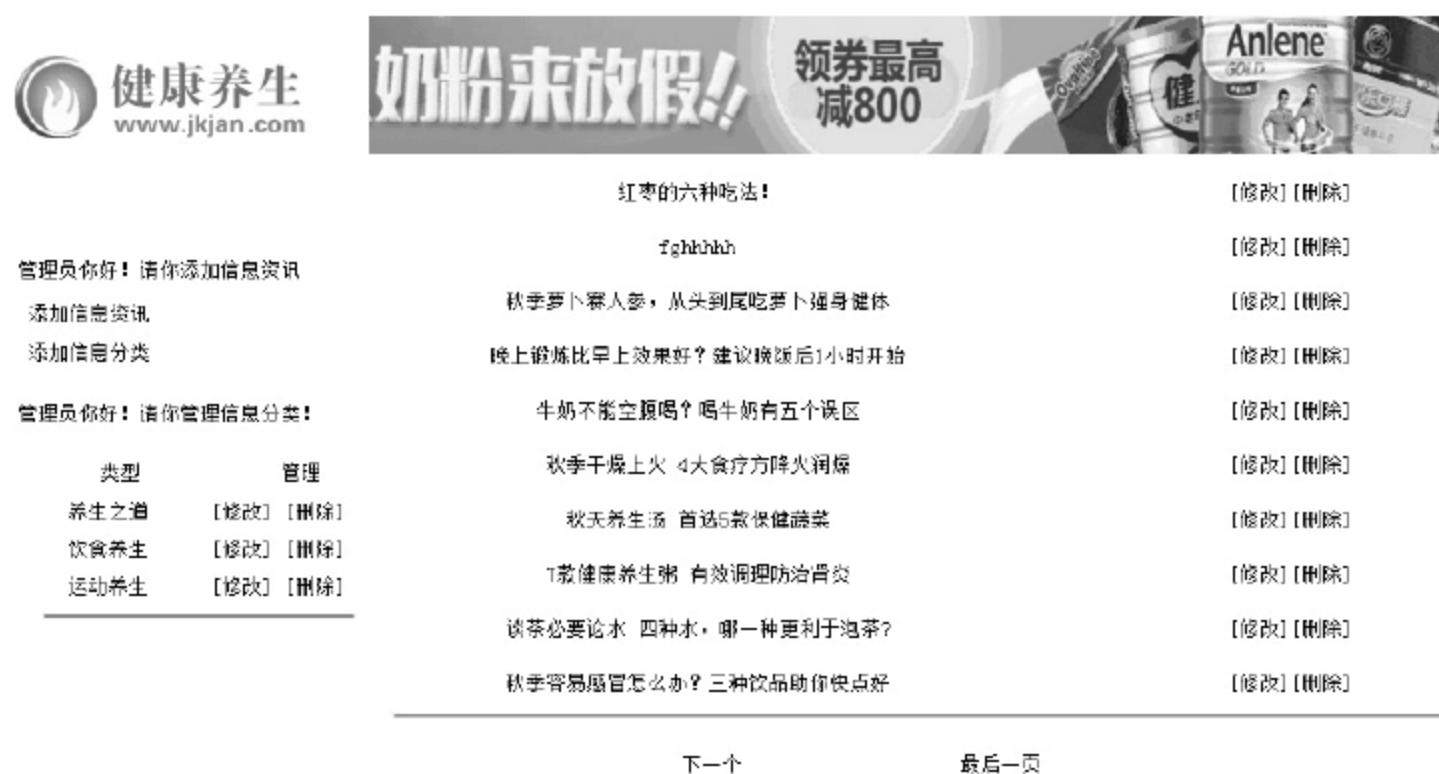 健康养生
www.jkjan.com
奶粉来放假!!
领券最高
减800
Anlene
GOLD
健
管理员你好！请你添加信息资讯
添加信息资讯
添加信息分类
管理员你好！请你管理信息分类！
类型 管理
养生之道 [修改] [删除]
饮食养生 [修改] [删除]
运动养生 [修改] [删除]
红枣的六种吃法！ [修改] [删除]
fghhhhh [修改] [删除]
秋季萝卜赛人参，从头到尾吃萝卜强身健体 [修改] [删除]
晚上锻炼比早上效果好？建议晚饭后1小时开始 [修改] [删除]
牛奶不能空腹喝？喝牛奶有五个误区 [修改] [删除]
秋季干燥上火 4大食疗方降火润燥 [修改] [删除]
秋天养生汤 首选5款保健蔬菜 [修改] [删除]
7款健康养生粥 有效调理防治胃炎 [修改] [删除]
谈茶必要论水 四种水，哪一种更利于泡茶？ [修改] [删除]
秋季容易感冒怎么办？三种饮品助你快点好 [修改] [删除]
下一个 最后一页